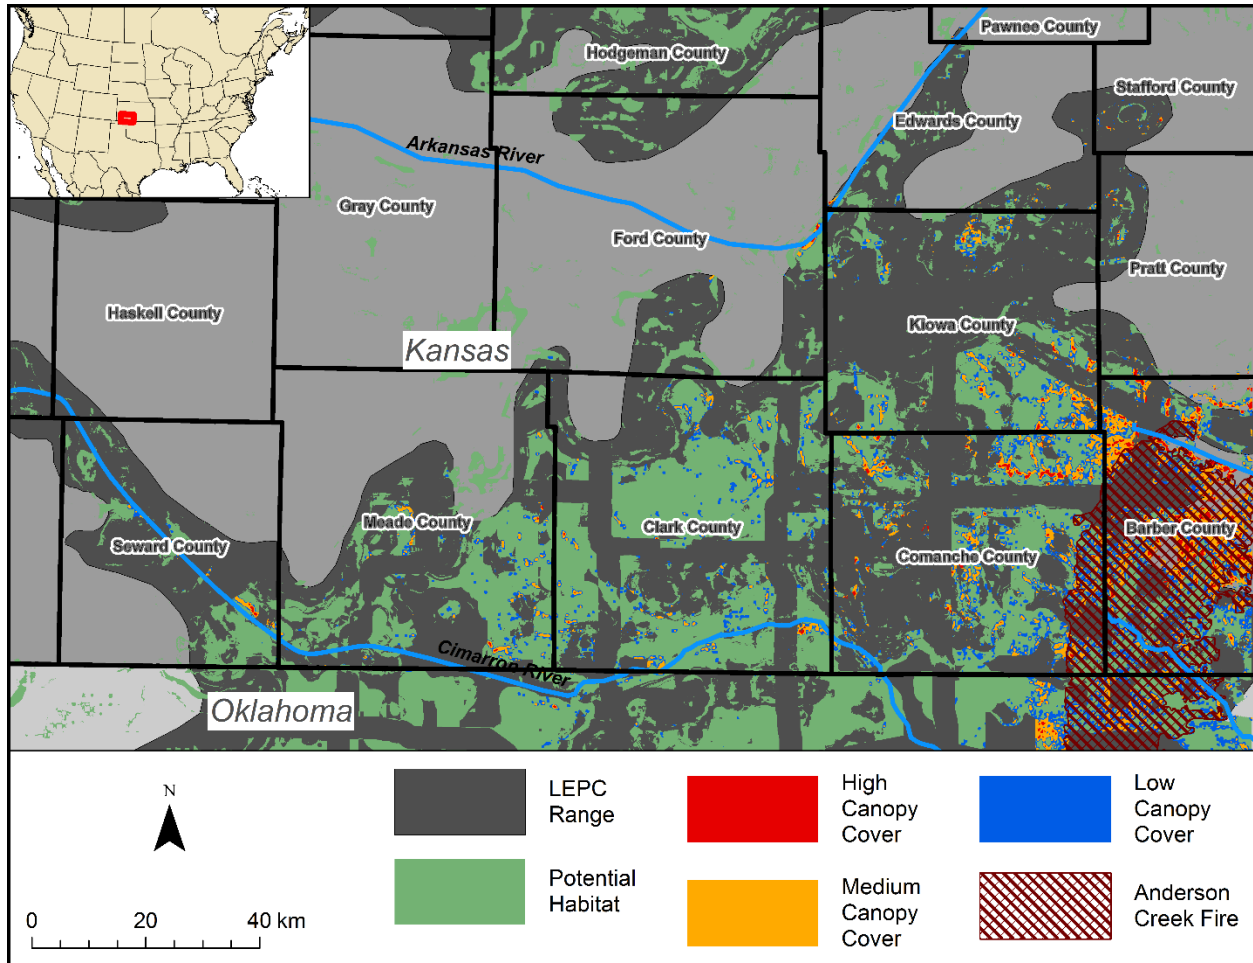 Pawnee County
Hodgeman County
Stafford County
Edwards County
Arkansas River
Gray County
Ford County
Pratt County
Haskell County
Kiowa County
Kansas
Meade County
Clark County
Barber County
Seward County
Comanche County
Cimarron River
Oklahoma
N
0
20
40 km
LEPC
Range
Potential
Habitat
High
Canopy
Cover
Medium
Canopy
Cover
Low
Canopy
Cover
Anderson
Creek Fire